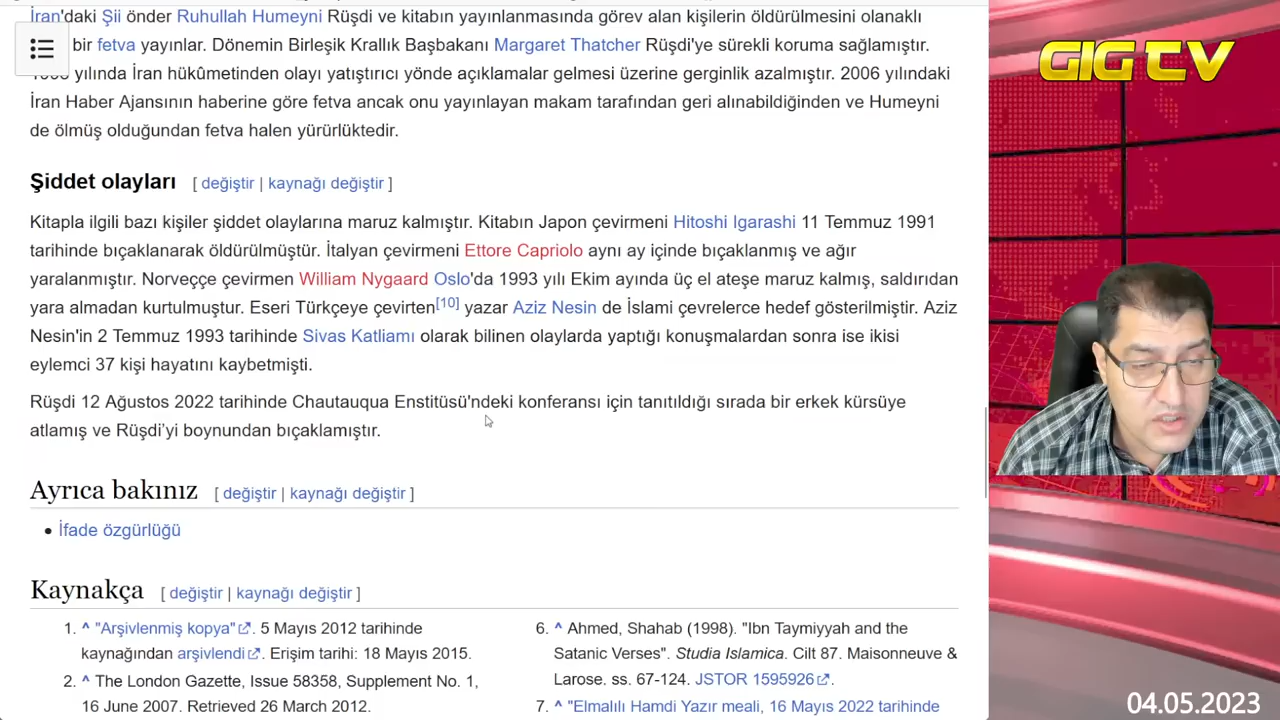 İran'daki Şii önder Ruhullah Humeyni Rüşdi ve kitabın yayınlanmasında görev alan kişilerin öldürülmesini olanaklı
bir fetva yayınlar. Dönemin Birleşik Krallık Başbakanı Margaret Thatcher Rüşdi'ye sürekli koruma sağlamıştır.
yılında İran hükûmetinden olayı yatıştırıcı yönde açıklamalar gelmesi üzerine gerginlik azalmıştır. 2006 yılındaki
İran Haber Ajansının haberine göre fetva ancak onu yayınlayan makam tarafından geri alınabildiğinden ve Humeyni
de ölmüş olduğundan fetva halen yürürlüktedir.
Şiddet olayları [ değiştir | kaynağı değiştir ]
Kitapla ilgili bazı kişiler şiddet olaylarına maruz kalmıştır. Kitabın Japon çevirmeni Hitoshi Igarashi 11 Temmuz 1991
tarihinde bıçaklanarak öldürülmüştür. İtalyan çevirmeni Ettore Capriolo aynı ay içinde bıçaklanmış ve ağır
yaralanmıştır. Norveççe çevirmen William Nygaard Oslo'da 1993 yılı Ekim ayında üç el ateşe maruz kalmış, saldırıdan
yara almadan kurtulmuştur. Eseri Türkçeye çevirten[10] yazar Aziz Nesin de İslami çevrelerce hedef gösterilmiştir. Aziz
Nesin'in 2 Temmuz 1993 tarihinde Sivas Katliamı olarak bilinen olaylarda yaptığı konuşmalardan sonra ise ikisi
eylemci 37 kişi hayatını kaybetmişti.
Rüşdi 12 Ağustos 2022 tarihinde Chautauqua Enstitüsü'ndeki konferansı için tanıtıldığı sırada bir erkek kürsüye
atlamış ve Rüşdi'yi boynundan bıçaklamıştır.
Ayrıca bakınız [ değiştir | kaynağı değiştir ]
• İfade özgürlüğü
Kaynakça [ değiştir | kaynağı değiştir ]
1. ^ "Arşivlenmiş kopya". 5 Mayıs 2012 tarihinde
kaynağından arşivlendi. Erişim tarihi: 18 Mayıs 2015.
2. ^ The London Gazette, Issue 58358, Supplement No. 1,
16 June 2007. Retrieved 26 March 2012.
6. ^ Ahmed, Shahab (1998). "Ibn Taymiyyah and the
Satanic Verses". Studia Islamica. Cilt 87. Maisonneuve &
Larose. ss. 67-124. JSTOR 1595926.
7. ^ "Elmalılı Hamdi Yazır meali, 16 Mayıs 2022 tarihinde
GIG TV
04.05.2023